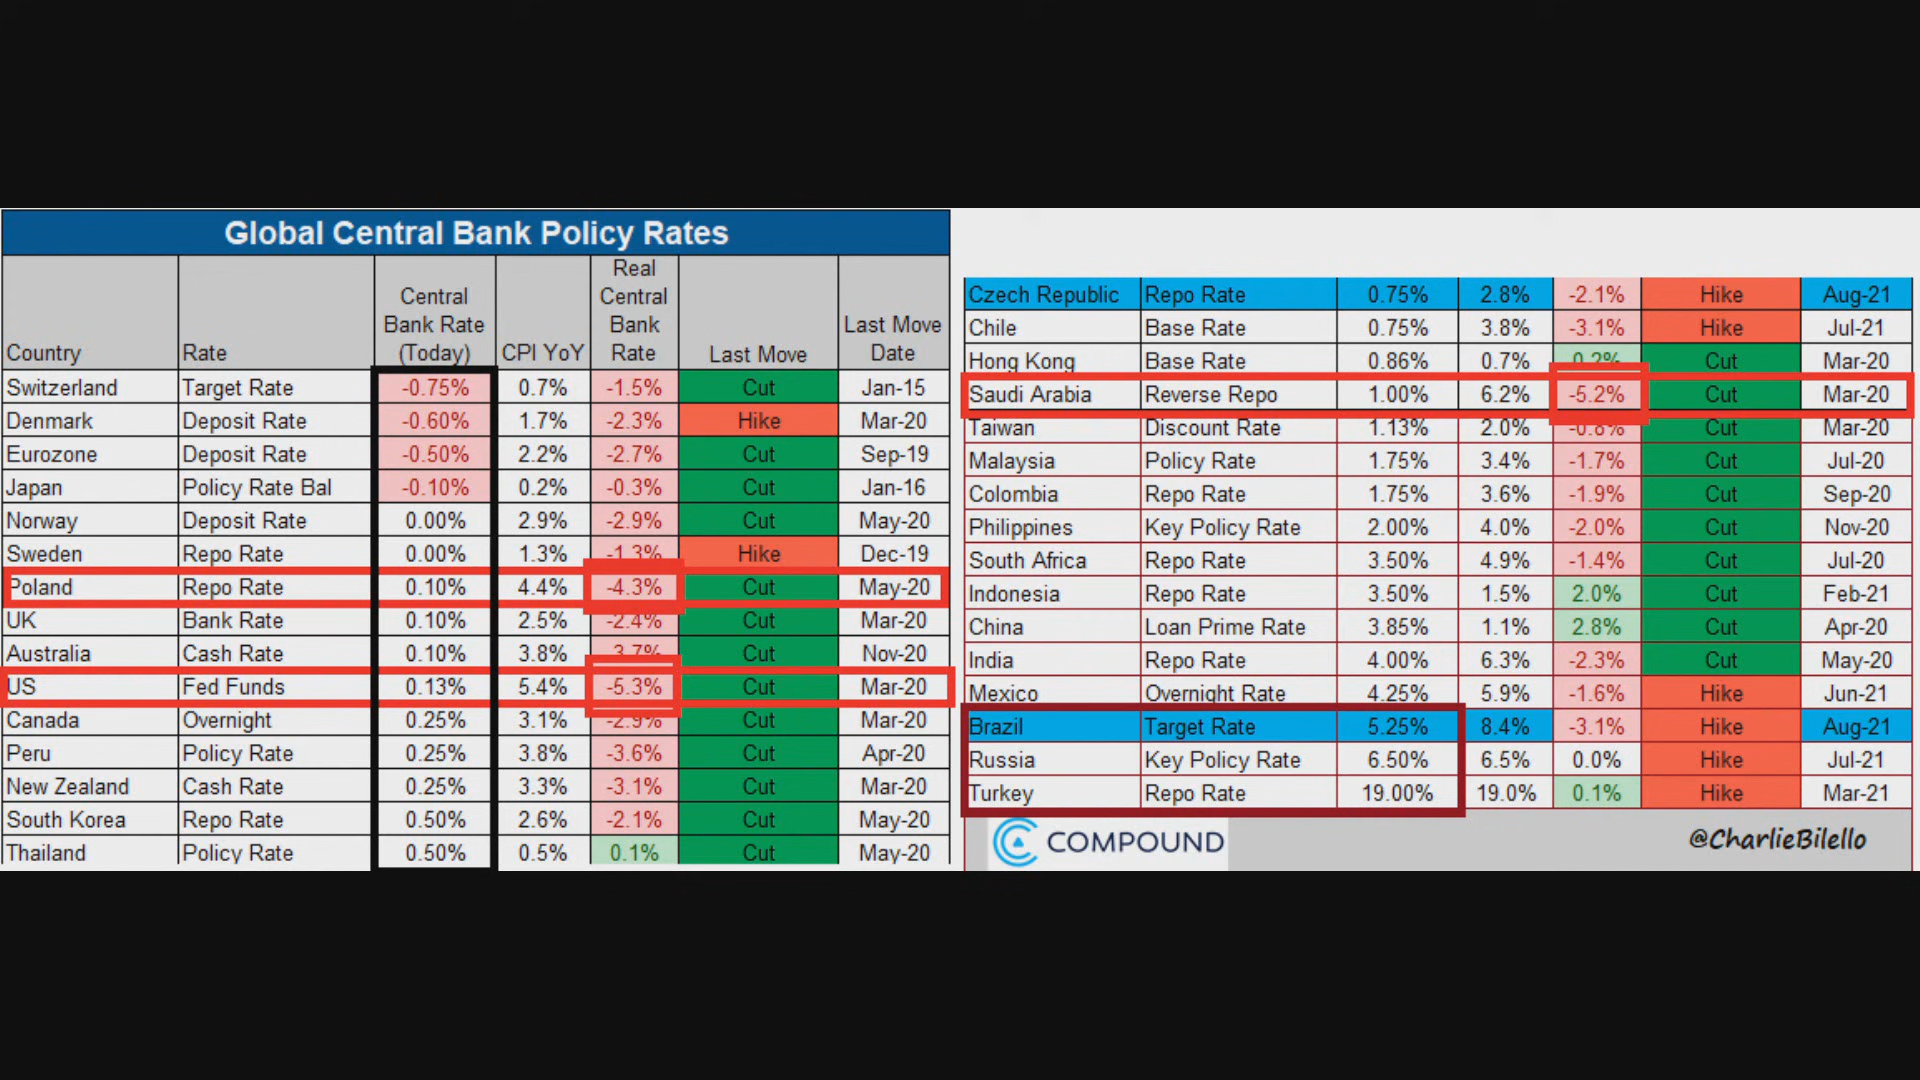 Global Central Bank Policy Rates
Country Rate Central Bank Rate (Today) CPI YoY Real Central Bank Rate Last Move Last Move Date
Switzerland Target Rate -0.75% 0.7% -1.5% Cut Jan-15
Denmark Deposit Rate -0.60% 1.7% -2.3% Hike Mar-20
Eurozone Deposit Rate -0.50% 2.2% -2.7% Cut Sep-19
Japan Policy Rate Bal -0.10% 0.2% -0.3% Cut Jan-16
Norway Deposit Rate 0.00% 2.9% -2.9% Cut May-20
Sweden Repo Rate 0.00% 1.3% -1.3% Hike Dec-19
Poland Repo Rate 0.10% 4.4% -4.3% Cut May-20
UK Bank Rate 0.10% 2.5% -2.4% Cut Mar-20
Australia Cash Rate 0.10% 3.8% -3.7% Cut Nov-20
US Fed Funds 0.13% 5.4% -5.3% Cut Mar-20
Canada Overnight 0.25% 3.1% -2.9% Cut Mar-20
Peru Policy Rate 0.25% 3.8% -3.6% Cut Apr-20
New Zealand Cash Rate 0.25% 3.3% -3.1% Cut Mar-20
South Korea Repo Rate 0.50% 2.6% -2.1% Cut May-20
Thailand Policy Rate 0.50% 0.5% 0.1% Cut May-20
Czech Republic Repo Rate 0.75% 2.8% -2.1% Hike Aug-21
Chile Base Rate 0.75% 3.8% -3.1% Hike Jul-21
Hong Kong Base Rate 0.86% 0.7% 0.2% Cut Mar-20
Saudi Arabia Reverse Repo 1.00% 6.2% -5.2% Cut Mar-20
Taiwan Discount Rate 1.13% 2.0% -0.8% Cut Mar-20
Malaysia Policy Rate 1.75% 3.4% -1.7% Cut Jul-20
Colombia Repo Rate 1.75% 3.6% -1.9% Cut Sep-20
Philippines Key Policy Rate 2.00% 4.0% -2.0% Cut Nov-20
South Africa Repo Rate 3.50% 4.9% -1.4% Cut Jul-20
Indonesia Repo Rate 3.50% 1.5% 2.0% Cut Feb-21
China Loan Prime Rate 3.85% 1.1% 2.8% Cut Apr-20
India Repo Rate 4.00% 6.3% -2.3% Cut May-20
Mexico Overnight Rate 4.25% 5.9% -1.6% Hike Jun-21
Brazil Target Rate 5.25% 8.4% -3.1% Hike Aug-21
Russia Key Policy Rate 6.50% 6.5% 0.0% Hike Jul-21
Turkey Repo Rate 19.00% 19.0% 0.1% Hike Mar-21
COMPOUND
@CharlieBilello